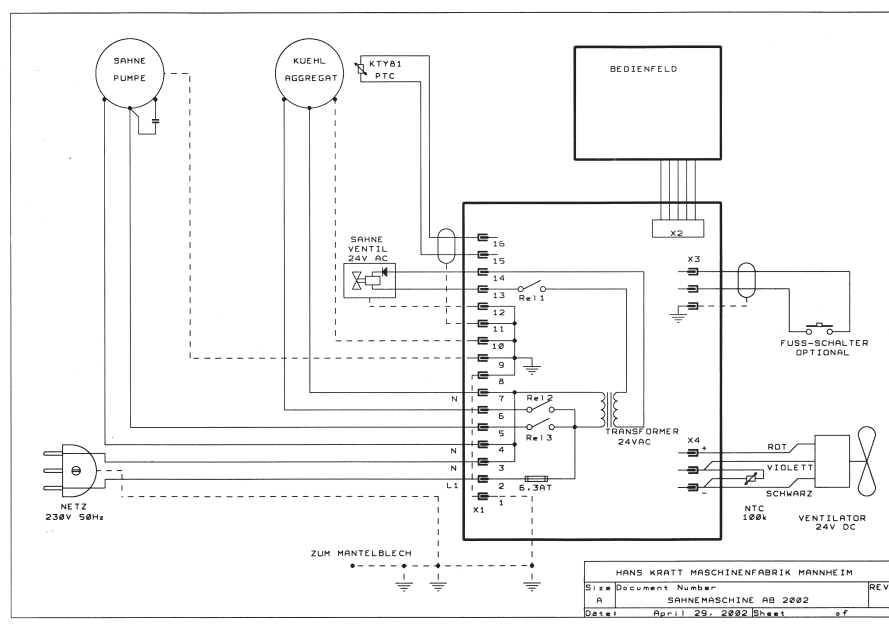 SAHNE
PUMPE
KUEHL
AGGREGAT
KTY81
PTC
BEDIENFELD
X2
SAHNE
VENTIL
24V AC
16
15
14
13
Rel1
12
11
10
9
8
N
7
Rel2
6
5
Rel3
N
4
N
3
L1
2
6,3AT
1
X1
TRANSFORMER
24VAC
X3
FUSS-SCHALTER
OPTIONAL
X4
+
-
ROT
VIOLETT
SCHWARZ
NTC
100k
VENTILATOR
24V DC
NETZ
230V 50Hz
ZUM MANTELBLECH
HANS KRATT MASCHINENFABRIK MANNHEIM
Size Document Number REV
A SAHNEMASCHINE AB 2002
Date: April 29, 2002 Sheet of